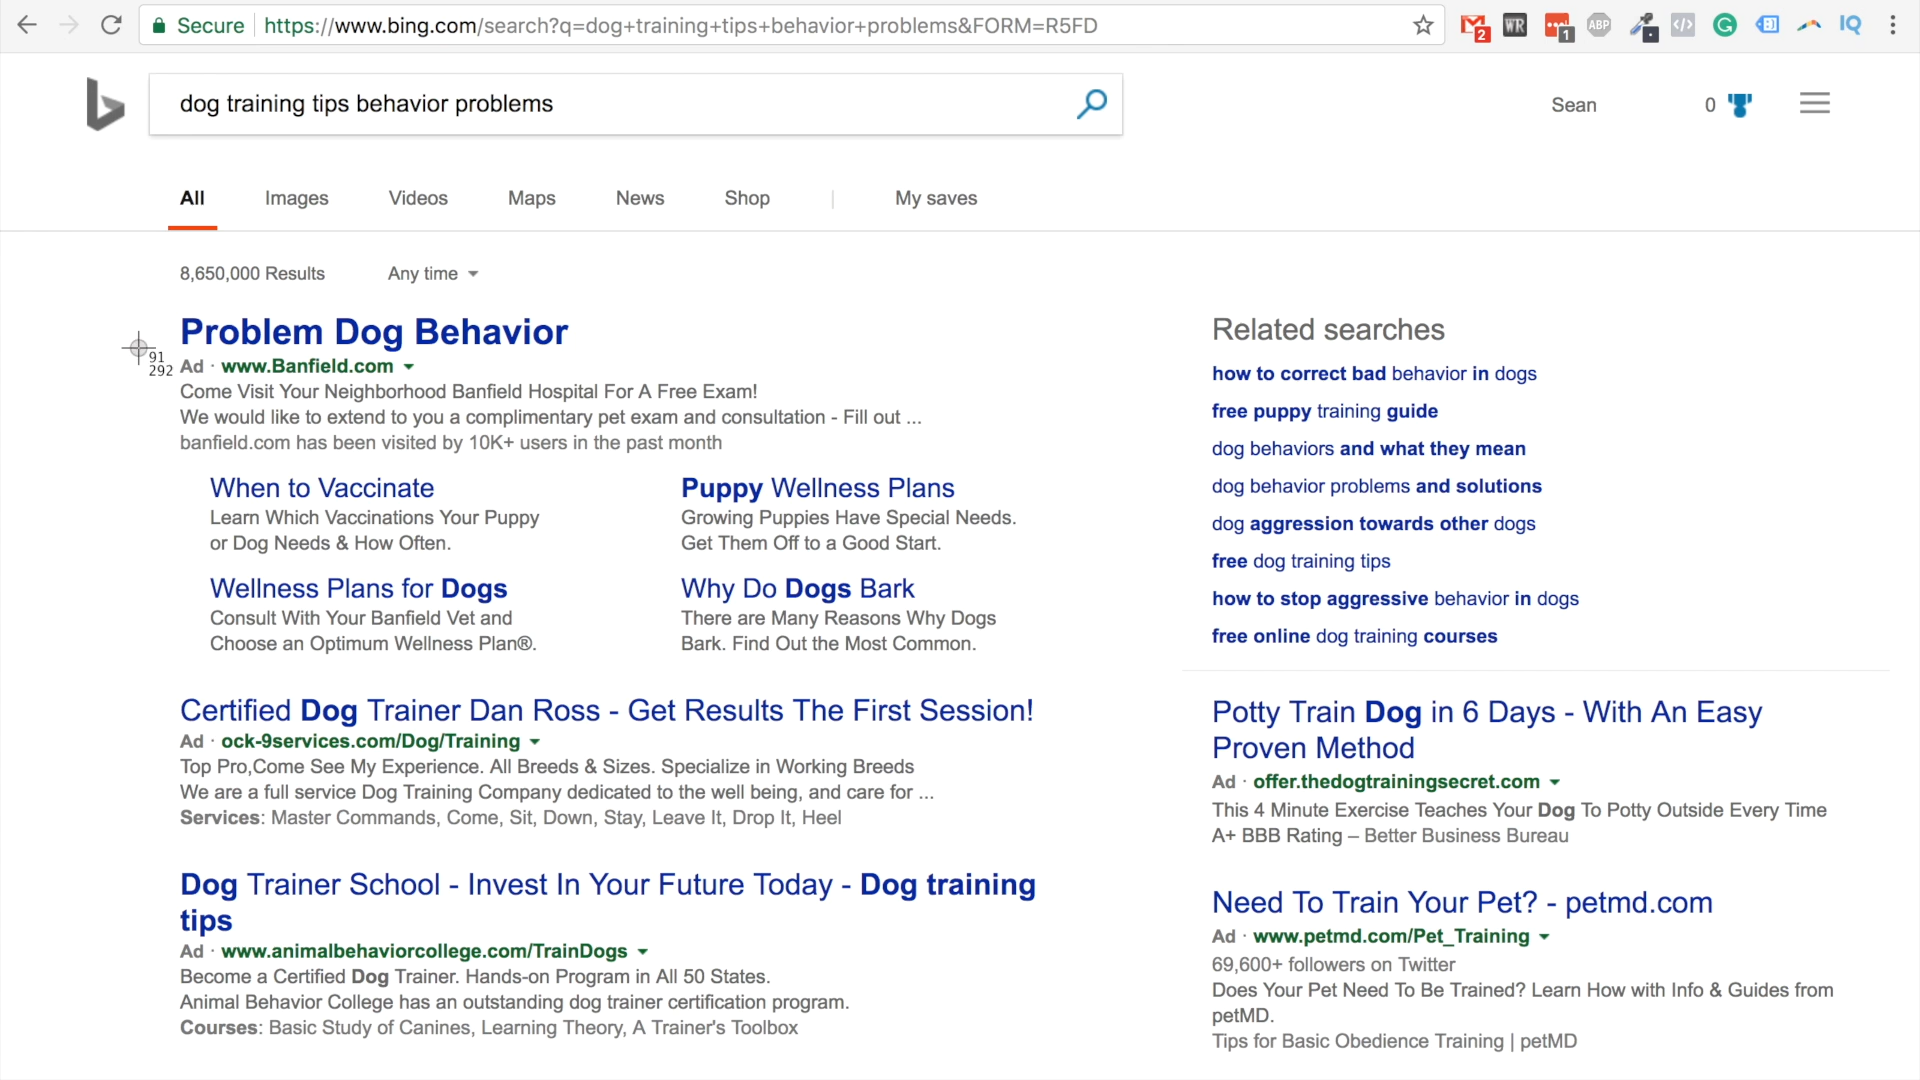 Secure https://www.bing.com/search?q=dog+training+tips+behavior+problems&FORM=R5FD
2 WR 1 ABP </> G IQ
dog training tips behavior problems
Sean 0
All Images Videos Maps News Shop | My saves
8,650,000 Results Any time
Problem Dog Behavior
91
292
Ad · www.Banfield.com
Come Visit Your Neighborhood Banfield Hospital For A Free Exam!
We would like to extend to you a complimentary pet exam and consultation - Fill out ...
banfield.com has been visited by 10K+ users in the past month
When to Vaccinate
Learn Which Vaccinations Your Puppy
or Dog Needs & How Often.
Puppy Wellness Plans
Growing Puppies Have Special Needs.
Get Them Off to a Good Start.
Wellness Plans for Dogs
Consult With Your Banfield Vet and
Choose an Optimum Wellness Plan®.
Why Do Dogs Bark
There are Many Reasons Why Dogs
Bark. Find Out the Most Common.
Certified Dog Trainer Dan Ross - Get Results The First Session!
Ad · ock-9services.com/Dog/Training
Top Pro,Come See My Experience. All Breeds & Sizes. Specialize in Working Breeds
We are a full service Dog Training Company dedicated to the well being, and care for ...
Services: Master Commands, Come, Sit, Down, Stay, Leave It, Drop It, Heel
Dog Trainer School - Invest In Your Future Today - Dog training
tips
Ad · www.animalbehaviorcollege.com/TrainDogs
Become a Certified Dog Trainer. Hands-on Program in All 50 States.
Animal Behavior College has an outstanding dog trainer certification program.
Courses: Basic Study of Canines, Learning Theory, A Trainer's Toolbox
Related searches
how to correct bad behavior in dogs
free puppy training guide
dog behaviors and what they mean
dog behavior problems and solutions
dog aggression towards other dogs
free dog training tips
how to stop aggressive behavior in dogs
free online dog training courses
Potty Train Dog in 6 Days - With An Easy
Proven Method
Ad · offer.thedogtrainingsecret.com
This 4 Minute Exercise Teaches Your Dog To Potty Outside Every Time
A+ BBB Rating – Better Business Bureau
Need To Train Your Pet? - petmd.com
Ad · www.petmd.com/Pet_Training
69,600+ followers on Twitter
Does Your Pet Need To Be Trained? Learn How with Info & Guides from
petMD.
Tips for Basic Obedience Training | petMD